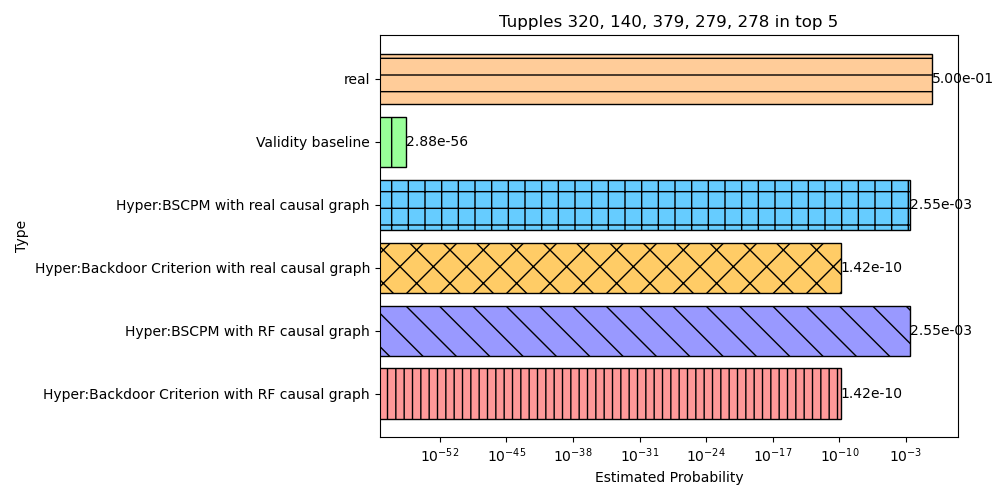 Tupples 320, 140, 379, 279, 278 in top 5
Type
real
5.00e-01
Validity baseline
2.88e-56
Hyper:BSCPM with real causal graph
2.55e-03
Hyper:Backdoor Criterion with real causal graph
1.42e-10
Hyper:BSCPM with RF causal graph
2.55e-03
Hyper:Backdoor Criterion with RF causal graph
1.42e-10
10⁻⁵² 10⁻⁴⁵ 10⁻³⁸ 10⁻³¹ 10⁻²⁴ 10⁻¹⁷ 10⁻¹⁰ 10⁻³
Estimated Probability